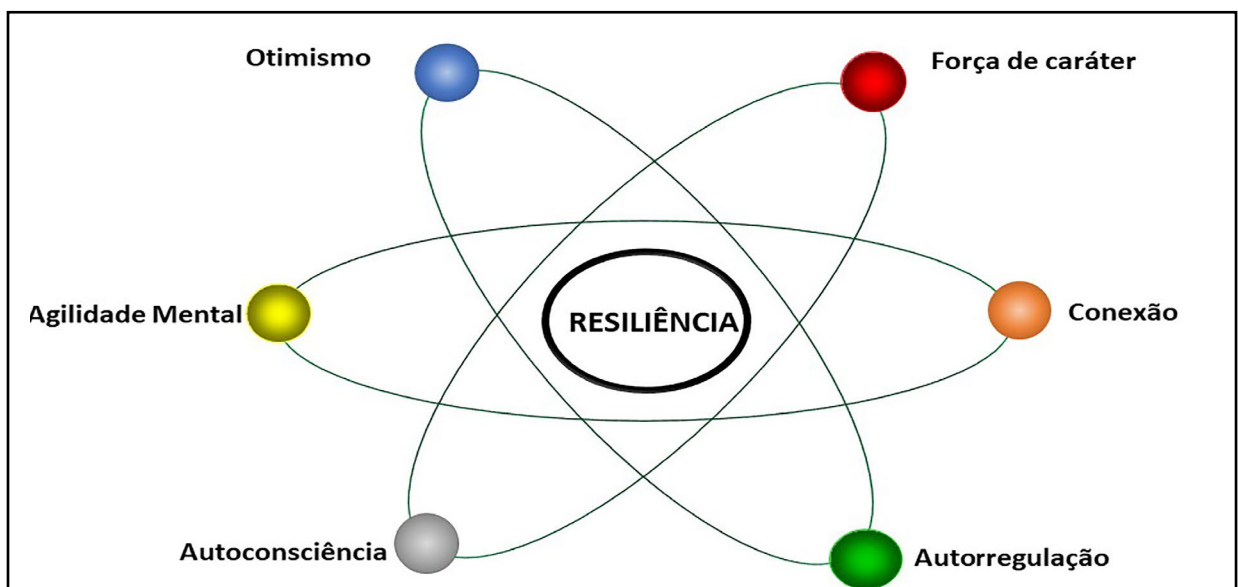 Otimismo
Força de caráter
Agilidade Mental
RESILIÊNCIA
Conexão
Autoconsciência
Autorregulação